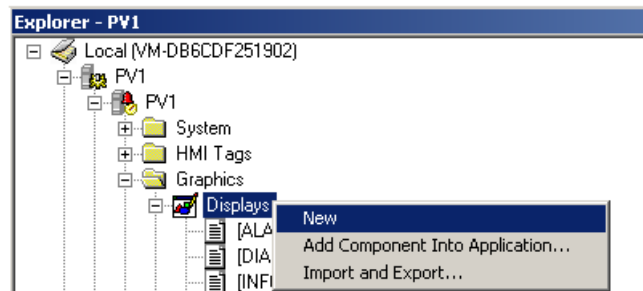 Explorer - PV1
Local (VM-DB6CDF251902)
PV1
PV1
System
HMI Tags
Graphics
Displays
New
[ALA
Add Component Into Application...
[DIA
Import and Export...
[INF